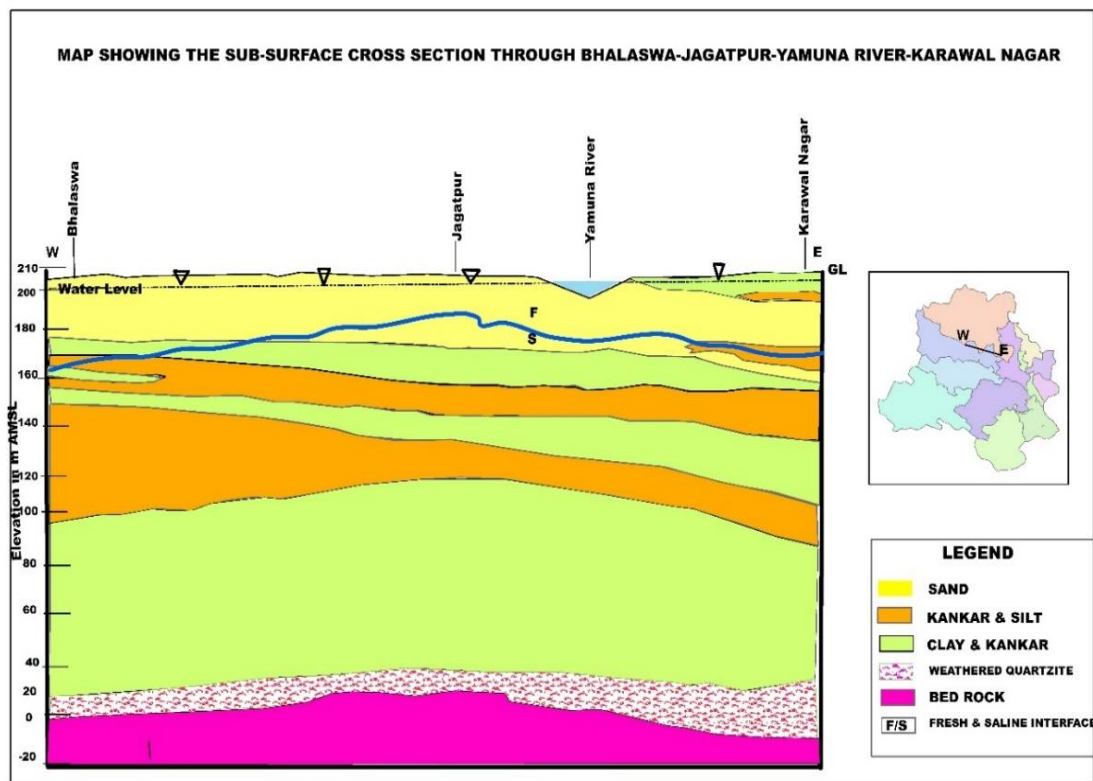 MAP SHOWING THE SUB-SURFACE CROSS SECTION THROUGH BHALASWA-JAGATPUR-YAMUNA RIVER-KARAWAL NAGAR
Bhalaswa
Jagatpur
Yamuna River
Karawal Nagar
W
E
GL
210
200
180
160
140
120
100
80
60
40
20
0
-20
Elevation in m AMSL
Water Level
F
S
W
E
LEGEND
SAND
KANKAR & SILT
CLAY & KANKAR
WEATHERED QUARTZITE
BED ROCK
F/S FRESH & SALINE INTERFACE